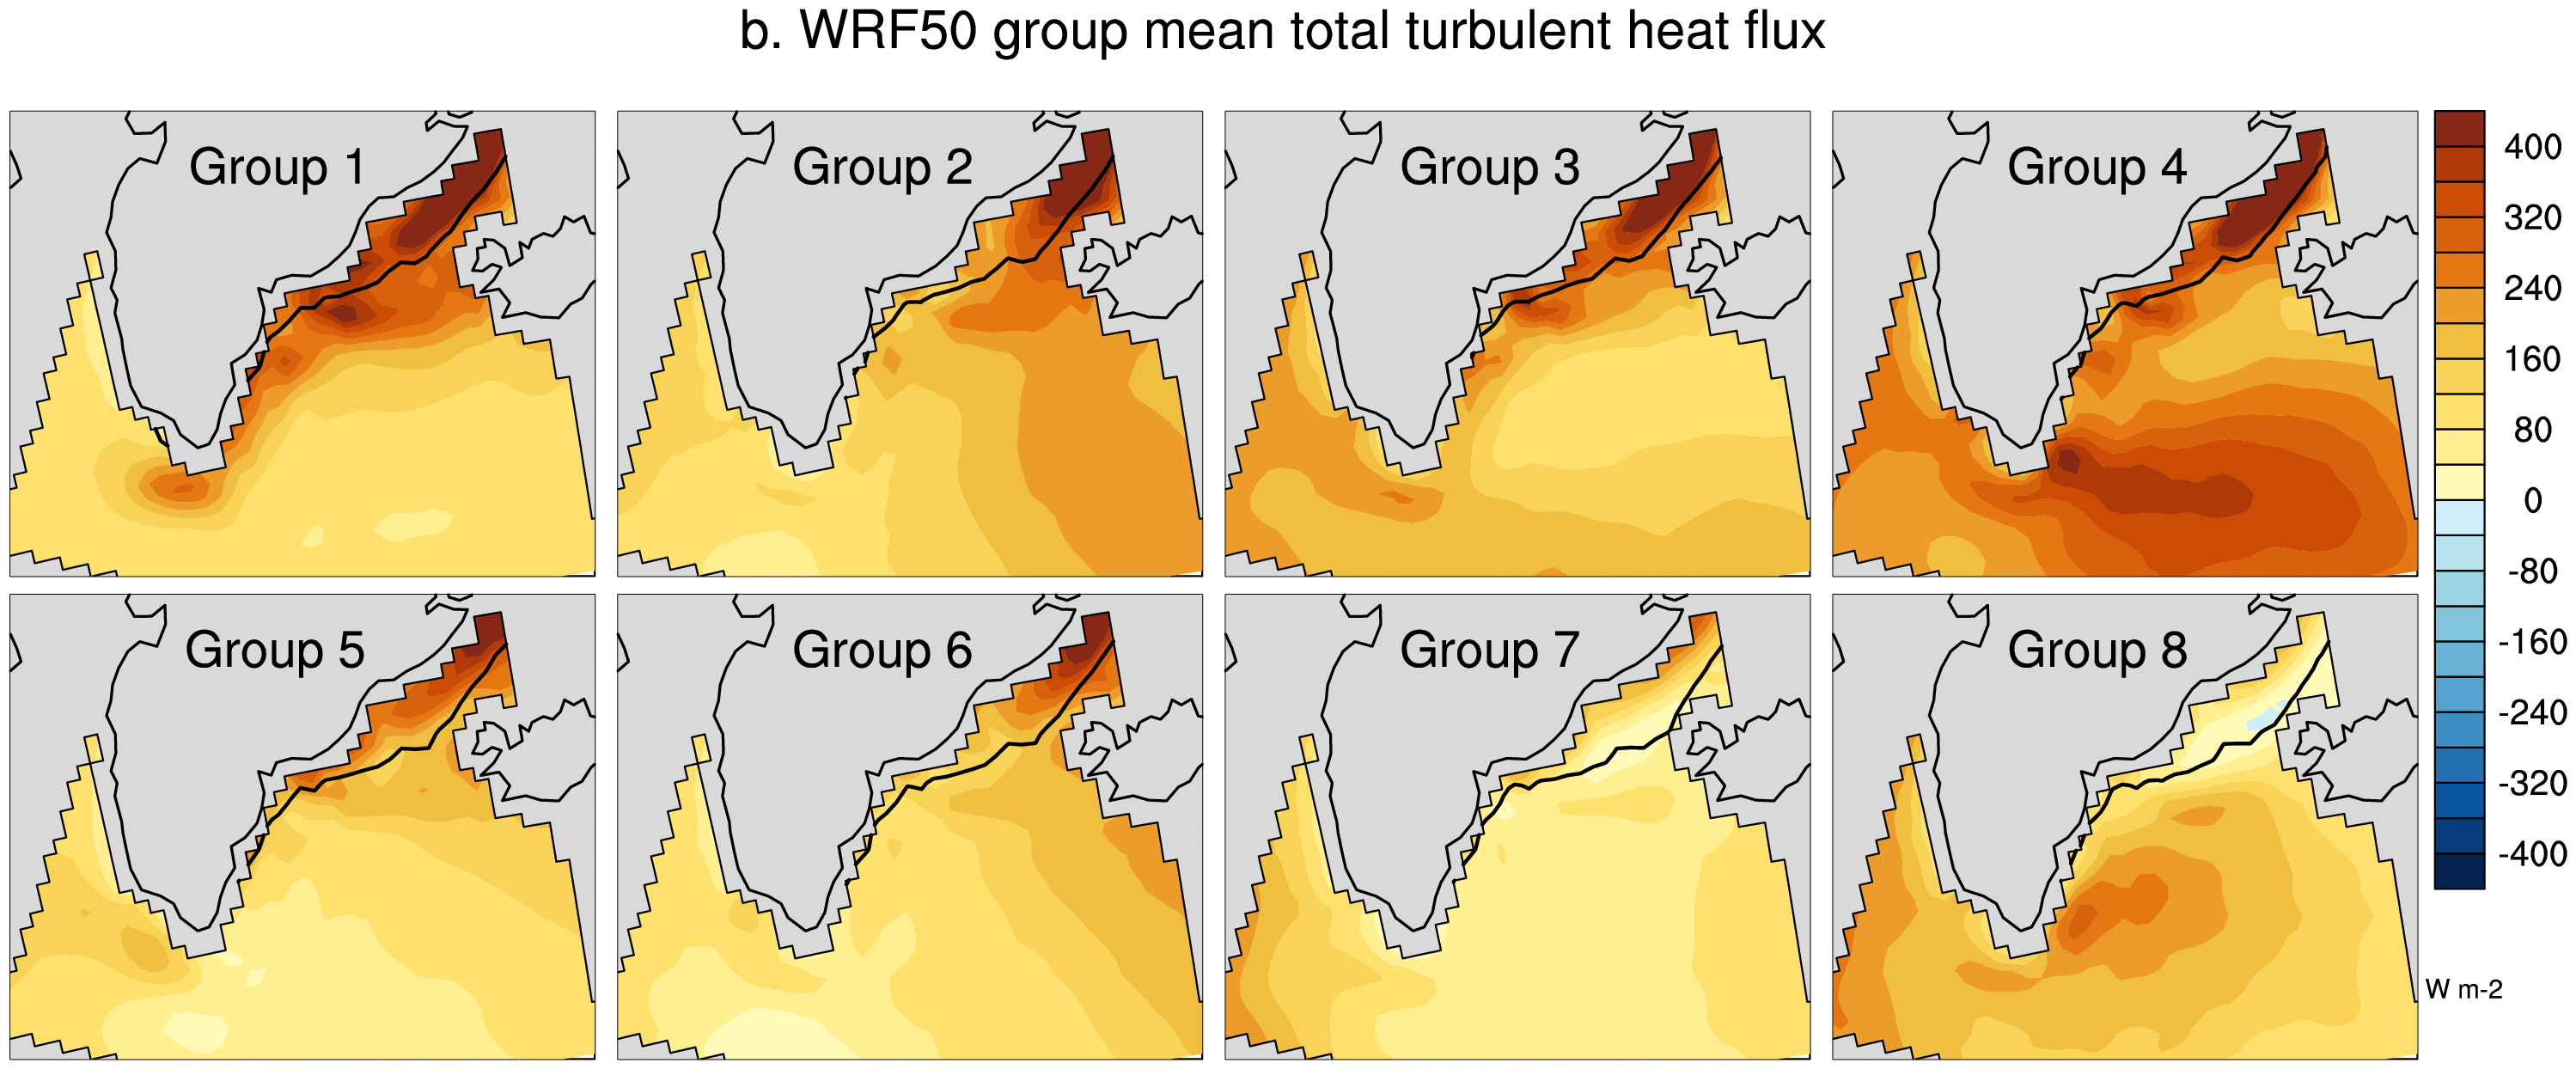 b. WRF50 group mean total turbulent heat flux
Group 1
Group 2
Group 3
Group 4
Group 5
Group 6
Group 7
Group 8
400
320
240
160
80
0
-80
-160
-240
-320
-400
W m-2